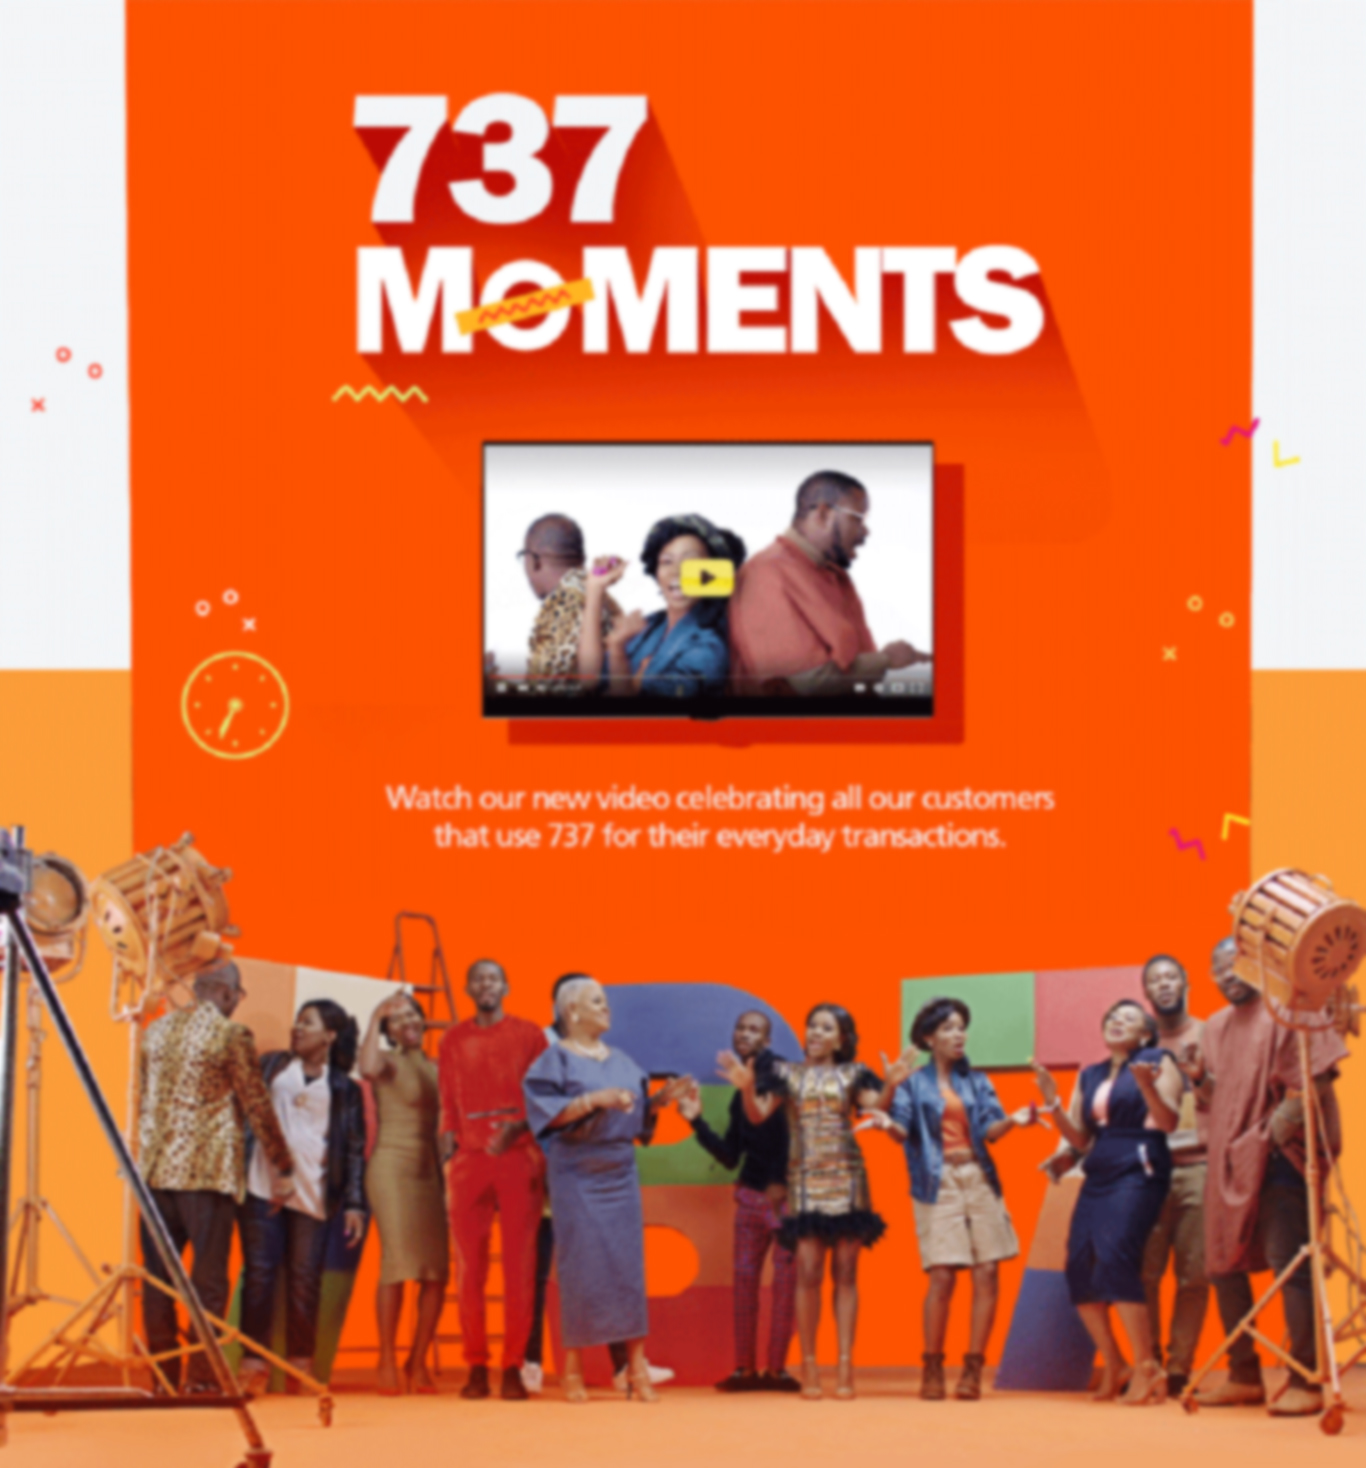 737
MOMENTS
Watch our new video celebrating all our customers
that use 737 for their everyday transactions.